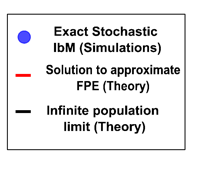 Exact Stochastic
IbM (Simulations)
Solution to approximate
FPE (Theory)
Infinite population
limit (Theory)